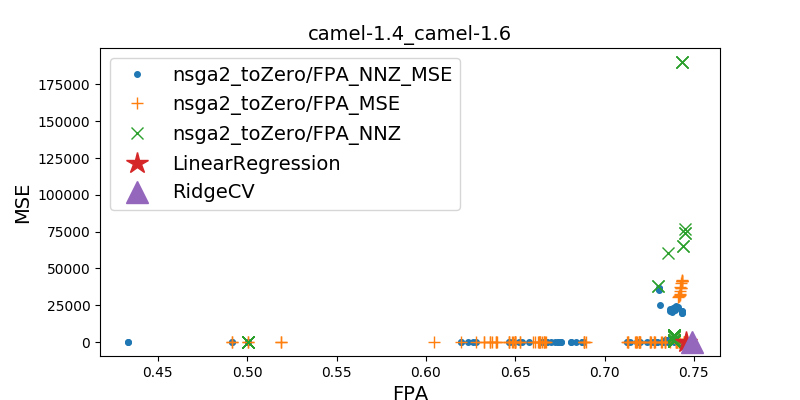 camel-1.4_camel-1.6
nsga2_toZero/FPA_NNZ_MSE
nsga2_toZero/FPA_MSE
nsga2_toZero/FPA_NNZ
LinearRegression
RidgeCV
MSE
175000
150000
125000
100000
75000
50000
25000
0
0.45 0.50 0.55 0.60 0.65 0.70 0.75
FPA